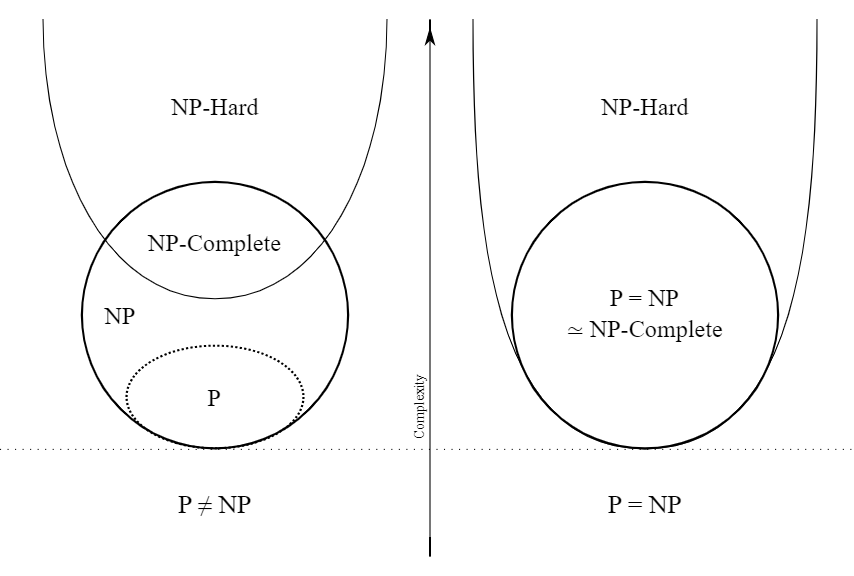 NP-Hard
NP-Complete
NP
P
P ≠ NP
Complexity
NP-Hard
P = NP
≃ NP-Complete
P = NP